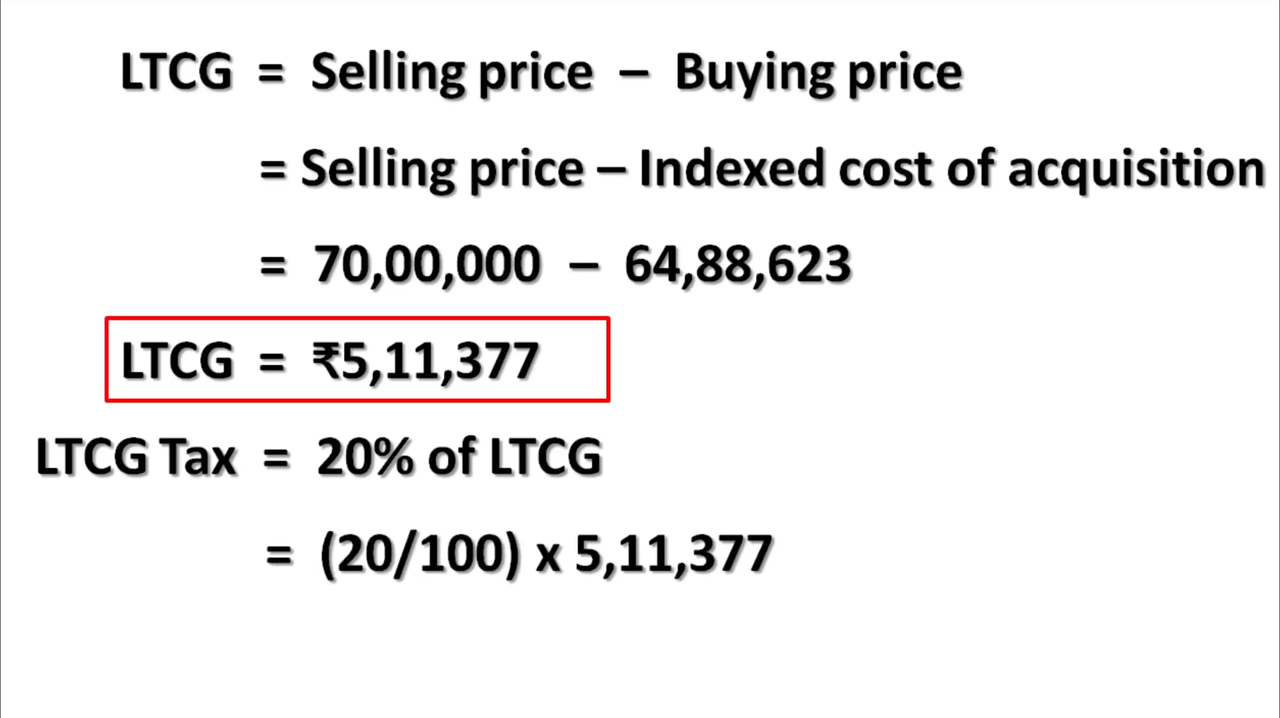 LTCG = Selling price – Buying price
= Selling price – Indexed cost of acquisition
= 70,00,000 – 64,88,623
LTCG = ₹5,11,377
LTCG Tax = 20% of LTCG
= (20/100) x 5,11,377